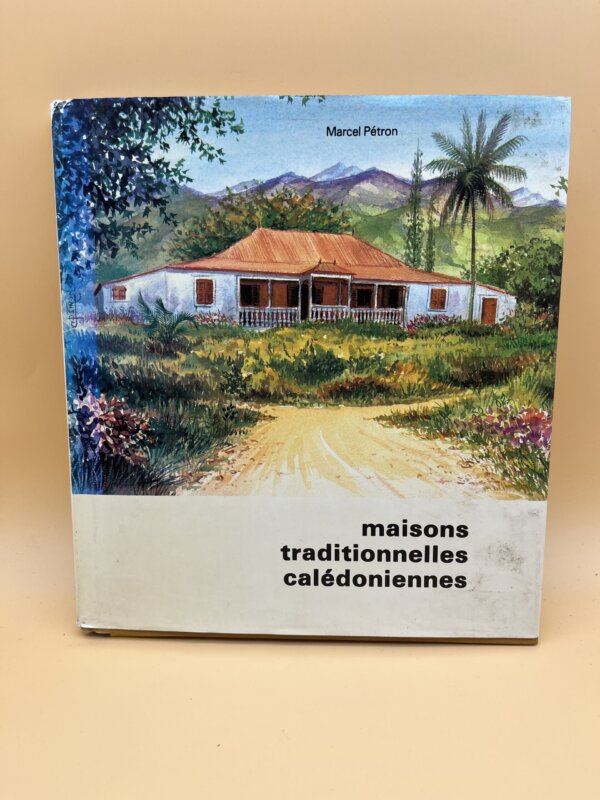 Marcel Pétron
maisons
traditionnelles
calédoniennes